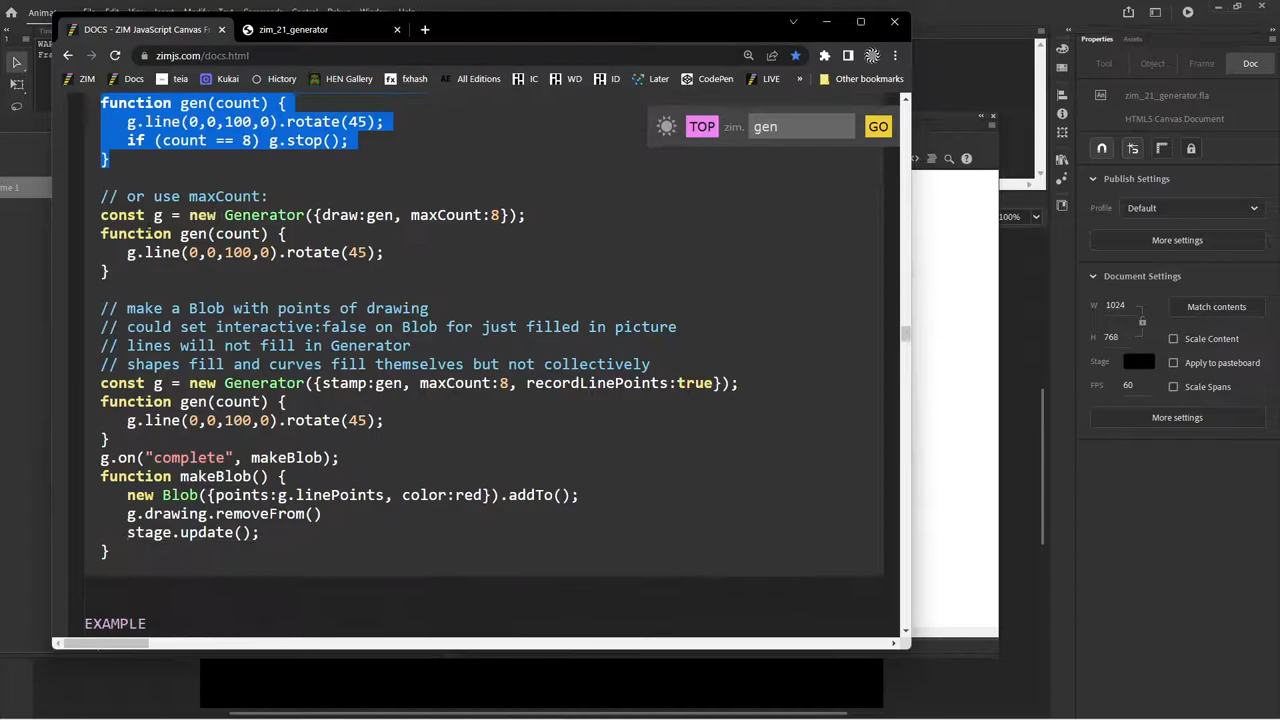 Anima
DOCS - ZIM JavaScript Canvas Fr
zim_21_generator
zimjs.com/docs.html
ZIM
Docs
teia
Kukai
History
HEN Gallery
fxhash
All Editions
IC
WD
ID
Later
CodePen
LIVE
»
Other bookmarks
function gen(count) {
g.line(0,0,100,0).rotate(45);
if (count == 8) g.stop();
}
TOP zim. gen GO
// or use maxCount:
const g = new Generator({draw:gen, maxCount:8});
function gen(count) {
g.line(0,0,100,0).rotate(45);
}
// make a Blob with points of drawing
// could set interactive:false on Blob for just filled in picture
// lines will not fill in Generator
// shapes fill and curves fill themselves but not collectively
const g = new Generator({stamp:gen, maxCount:8, recordLinePoints:true});
function gen(count) {
g.line(0,0,100,0).rotate(45);
}
g.on("complete", makeBlob);
function makeBlob() {
new Blob({points:g.linePoints, color:red}).addTo();
g.drawing.removeFrom()
stage.update();
}
EXAMPLE
me 1
100%
Properties
Assets
Tool
Object
Frame
Doc
zim_21_generator.fla
HTML5 Canvas Document
Publish Settings
Profile
Default
More settings
Document Settings
W 1024
Match contents
H 768
Scale Content
Stage
Apply to pasteboard
FPS 60
Scale Spans
More settings